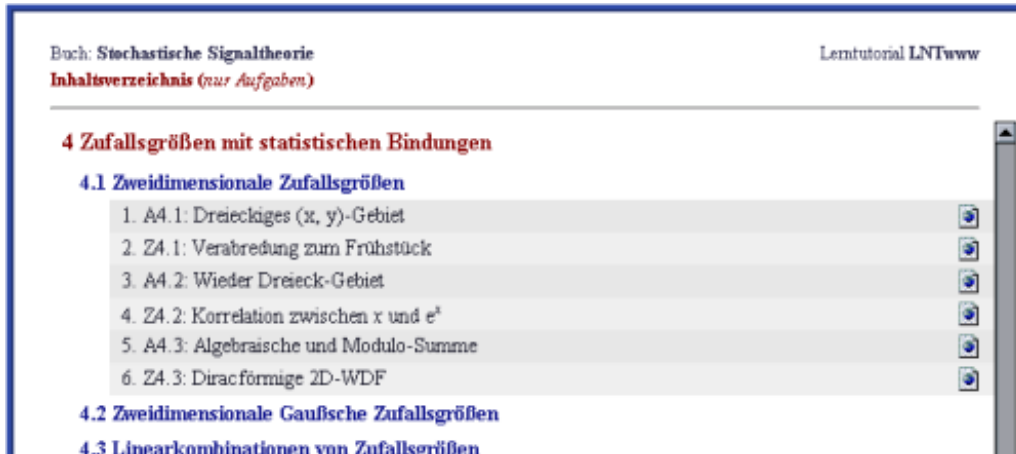 Buch: Stochastische Signaltheorie Lerntutorial LNTwww
Inhaltsverzeichnis (nur Aufgaben)
4 Zufallsgrößen mit statistischen Bindungen
4.1 Zweidimensionale Zufallsgrößen
1. A4.1: Dreieckiges (x, y)-Gebiet
2. Z4.1: Verabredung zum Frühstück
3. A4.2: Wieder Dreieck-Gebiet
4. Z4.2: Korrelation zwischen x und eˣ
5. A4.3: Algebraische und Modulo-Summe
6. Z4.3: Diracförmige 2D-WDF
4.2 Zweidimensionale Gaußsche Zufallsgrößen
4.3 Linearkombinationen von Zufallsgrößen